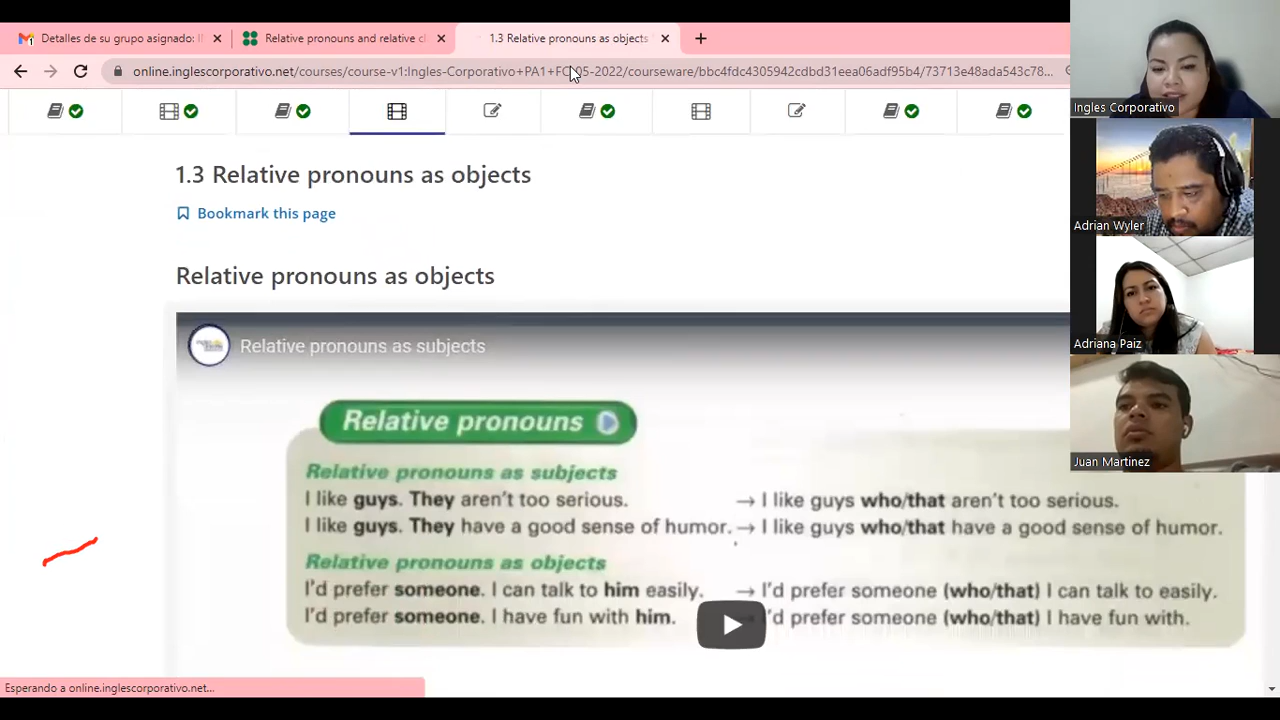 Detalles de su grupo asignado: I
Relative pronouns and relative cl
1.3 Relative pronouns as objects
online.inglescorporativo.net/courses/course-v1:Ingles-Corporativo+PA1+FC 05-2022/courseware/bbc4fdc4305942cdbd31eea06adf95b4/73713e48ada543c78...
1.3 Relative pronouns as objects
Bookmark this page
Relative pronouns as objects
Relative pronouns as subjects
Relative pronouns
Relative pronouns as subjects
I like guys. They aren't too serious. → I like guys who/that aren't too serious.
I like guys. They have a good sense of humor. → I like guys who/that have a good sense of humor.
Relative pronouns as objects
I'd prefer someone. I can talk to him easily. → I'd prefer someone (who/that) I can talk to easily.
I'd prefer someone. I have fun with him. I'd prefer someone (who/that) I have fun with.
Esperando a online.inglescorporativo.net...
Ingles Corporativo
Adrian Wyler
Adriana Paiz
Juan Martinez